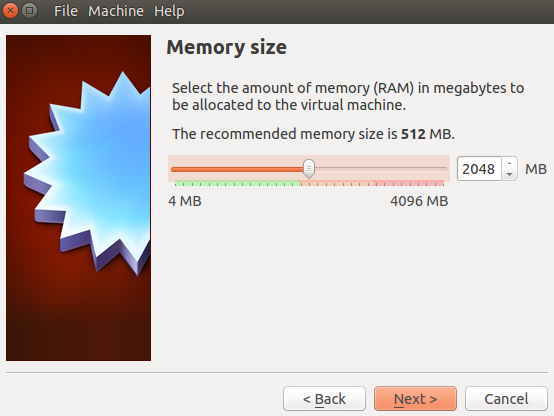 File Machine Help
Memory size
Select the amount of memory (RAM) in megabytes to
be allocated to the virtual machine.
The recommended memory size is 512 MB.
2048 MB
4 MB 4096 MB
< Back Next > Cancel